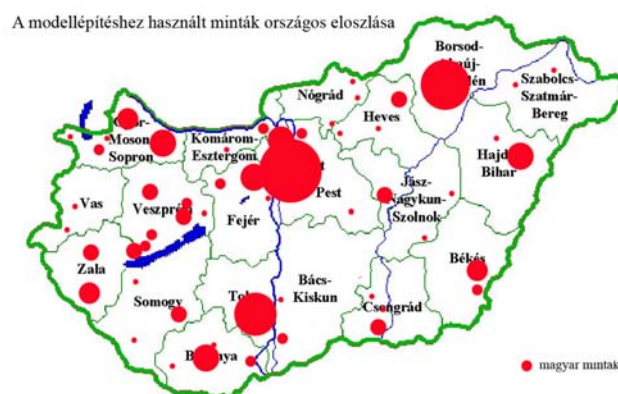 A modellépítéshez használt minták országos eloszlása
Borsod-
Nógrád
Heves
Szabolcs-
Szatmár-
Bereg
Moson
Sopron
Komárom-
Esztergom
Hajd
Bihar
Vas
Veszprém
Fejér
Pest
Jász-
Nagykun-
Szolnok
Zala
Somogy
Bács-
Kiskun
Békés
Csongrád
magyar minták